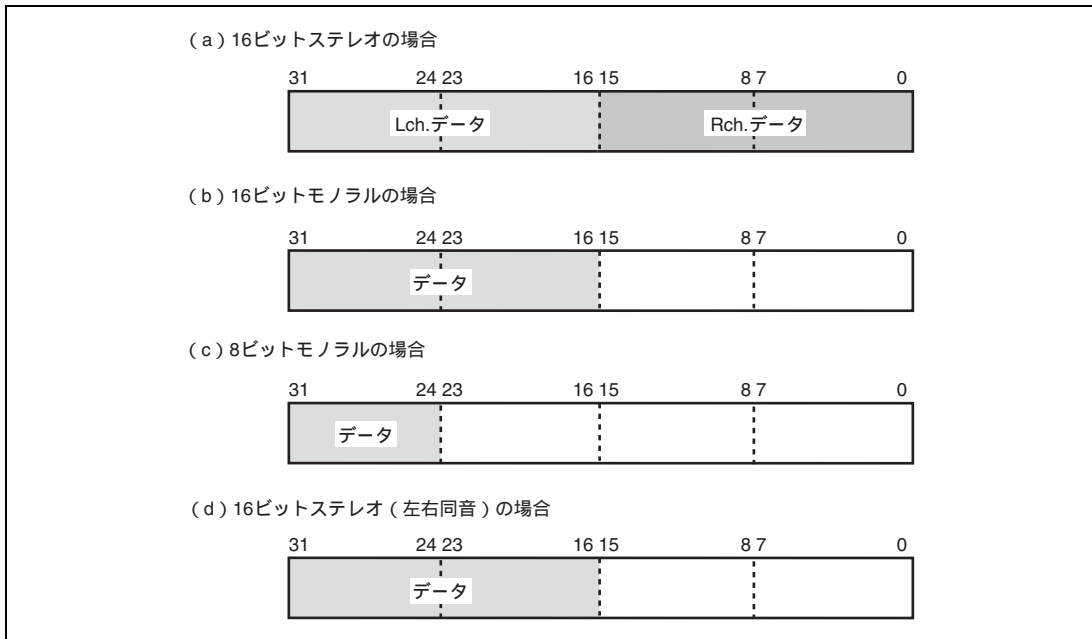 (a)16ビットステレオの場合
31 24 23 16 15 8 7 0
Lch.データ Rch.データ
(b)16ビットモノラルの場合
31 24 23 16 15 8 7 0
データ
(c)8ビットモノラルの場合
31 24 23 16 15 8 7 0
データ
(d)16ビットステレオ(左右同音)の場合
31 24 23 16 15 8 7 0
データ